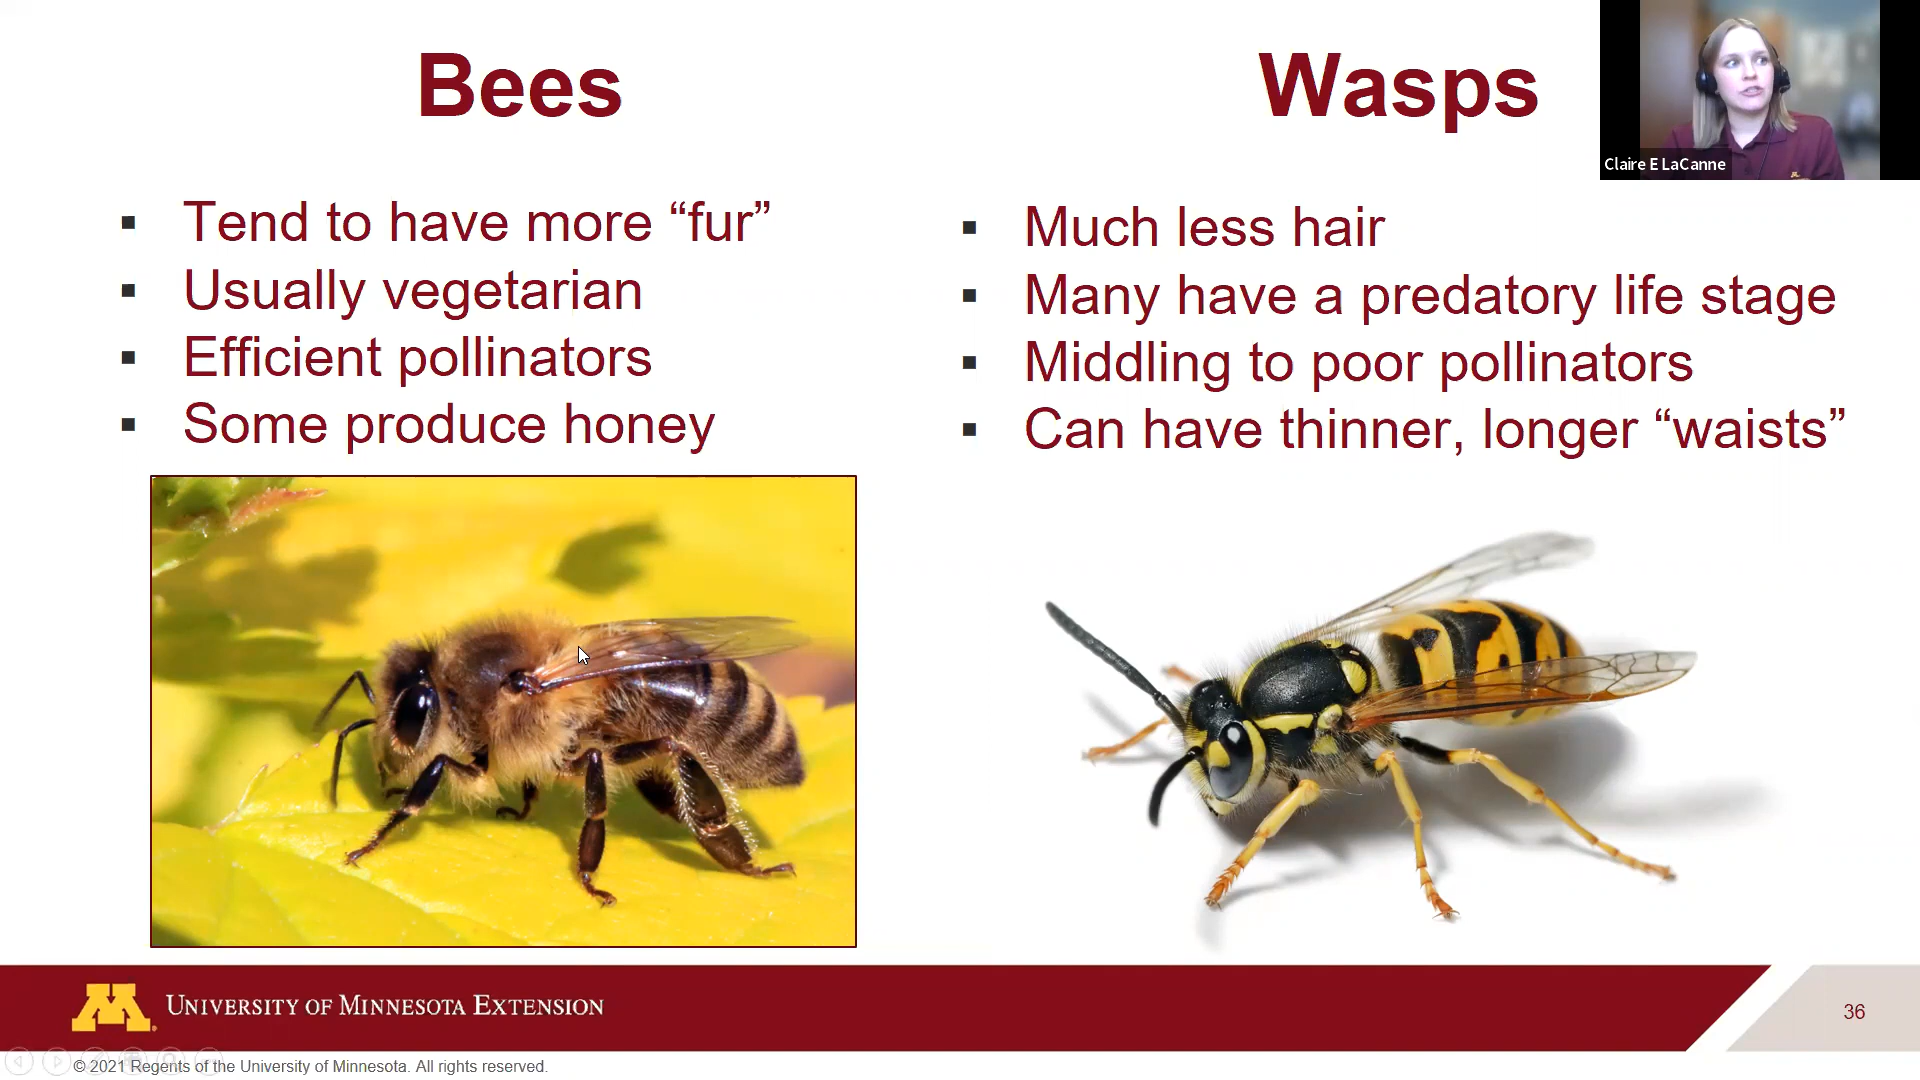 Bees
▪ Tend to have more “fur”
▪ Usually vegetarian
▪ Efficient pollinators
▪ Some produce honey
Wasps
▪ Much less hair
▪ Many have a predatory life stage
▪ Middling to poor pollinators
▪ Can have thinner, longer “waists”
Claire E LaCanne
M
University of Minnesota Extension
36
© 2021 Regents of the University of Minnesota. All rights reserved.